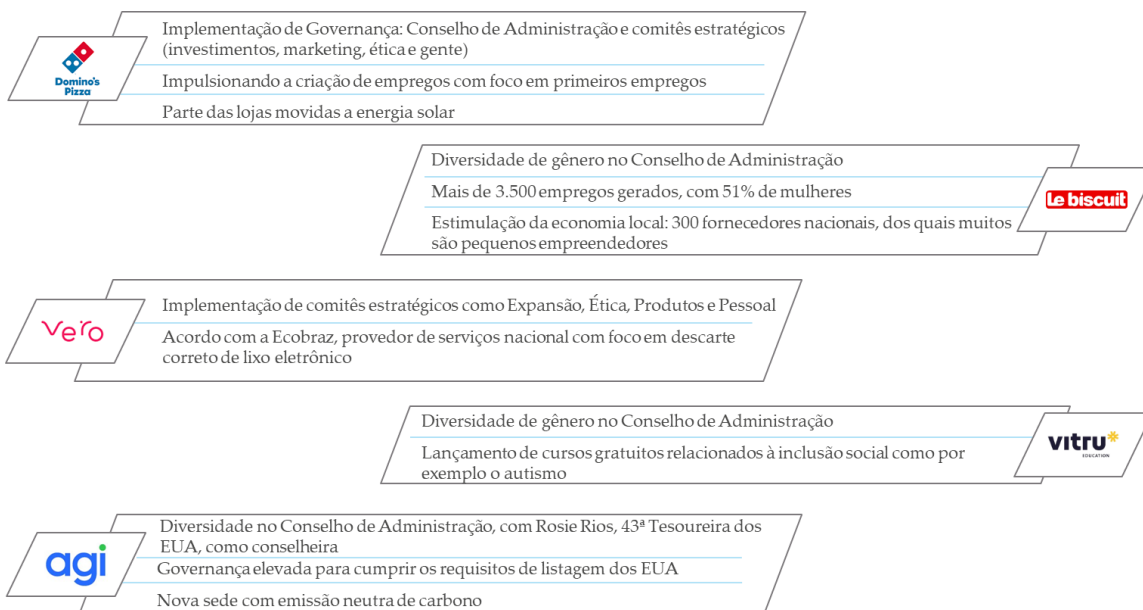 Implementação de Governança: Conselho de Administração e comitês estratégicos
(investimentos, marketing, ética e gente)
Domino's
Pizza
Impulsionando a criação de empregos com foco em primeiros empregos
Parte das lojas movidas a energia solar
Diversidade de gênero no Conselho de Administração
Mais de 3.500 empregos gerados, com 51% de mulheres
Le biscuit
Estimulação da economia local: 300 fornecedores nacionais, dos quais muitos
são pequenos empreendedores
Implementação de comitês estratégicos como Expansão, Ética, Produtos e Pessoal
vero
Acordo com a Ecobraz, provedor de serviços nacional com foco em descarte
correto de lixo eletrônico
Diversidade de gênero no Conselho de Administração
vitru
EDUCATION
Lançamento de cursos gratuitos relacionados à inclusão social como por
exemplo o autismo
Diversidade no Conselho de Administração, com Rosie Rios, 43ª Tesoureira dos
EUA, como conselheira
agi
Governança elevada para cumprir os requisitos de listagem dos EUA
Nova sede com emissão neutra de carbono